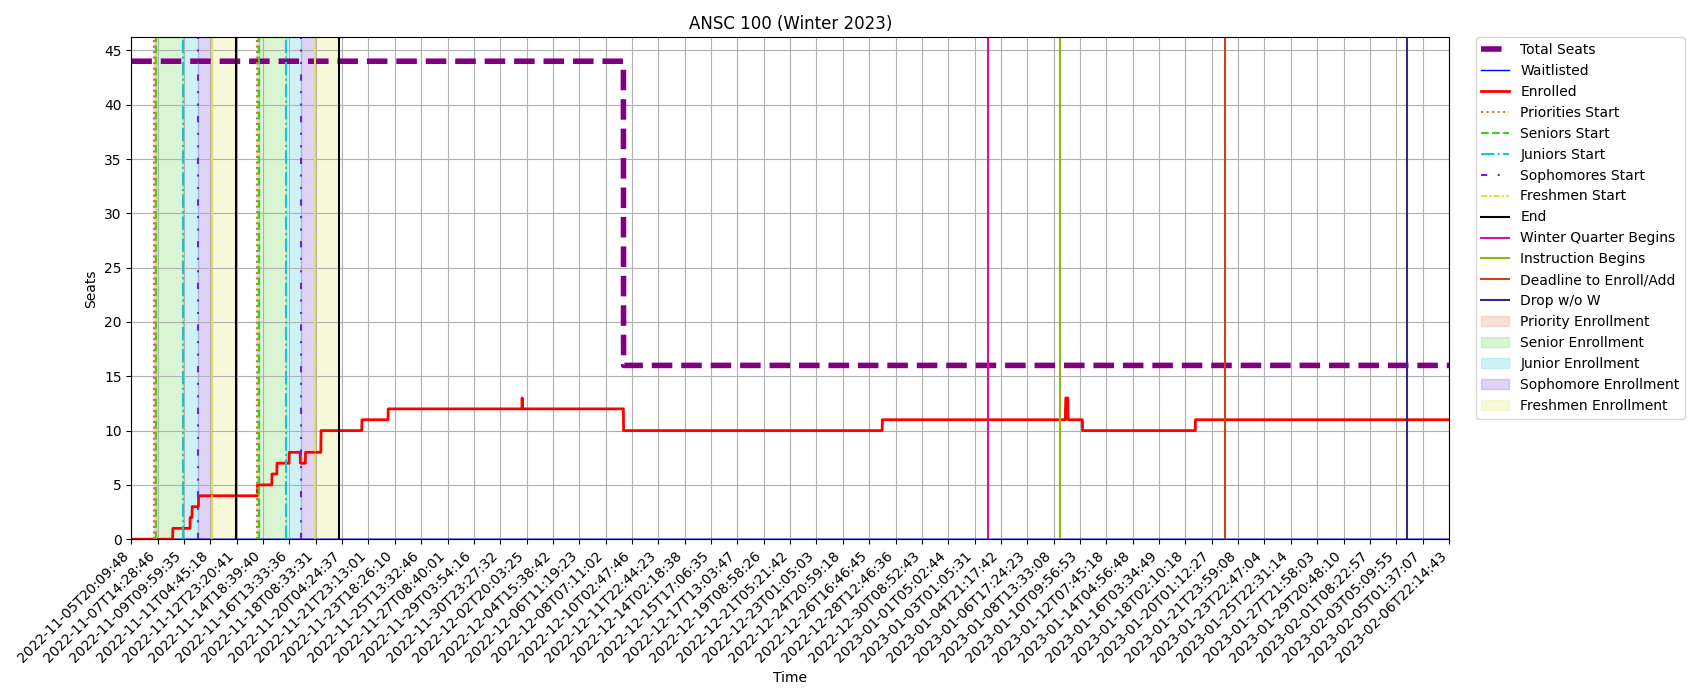 ANSC 100 (Winter 2023)
Seats
45
40
35
30
25
20
15
10
5
0
2022-11-05T20:09:48
2022-11-07T14:28:46
2022-11-09T09:59:35
2022-11-11T04:45:18
2022-11-12T23:20:41
2022-11-14T18:39:40
2022-11-16T13:33:36
2022-11-18T08:33:31
2022-11-20T04:24:37
2022-11-21T23:13:01
2022-11-23T18:26:10
2022-11-25T13:32:46
2022-11-27T08:40:01
2022-11-29T03:54:16
2022-11-30T23:27:32
2022-12-02T20:03:25
2022-12-04T15:38:42
2022-12-06T11:19:23
2022-12-08T07:11:02
2022-12-10T02:47:46
2022-12-11T22:44:23
2022-12-14T02:18:38
2022-12-15T17:06:35
2022-12-17T13:03:47
2022-12-19T08:58:26
2022-12-21T05:21:42
2022-12-23T01:05:03
2022-12-24T20:59:18
2022-12-26T16:46:45
2022-12-28T12:46:36
2022-12-30T08:52:43
2023-01-01T05:02:44
2023-01-03T01:05:31
2023-01-04T21:17:42
2023-01-06T17:24:23
2023-01-08T13:33:08
2023-01-10T09:56:53
2023-01-12T07:45:18
2023-01-14T04:56:48
2023-01-16T03:34:49
2023-01-18T02:10:18
2023-01-20T01:12:27
2023-01-21T23:59:08
2023-01-23T22:47:04
2023-01-25T22:31:14
2023-01-27T21:58:03
2023-01-29T20:48:10
2023-02-01T08:22:57
2023-02-03T05:09:55
2023-02-05T01:37:07
2023-02-06T22:14:43
Time
Total Seats
Waitlisted
Enrolled
Priorities Start
Seniors Start
Juniors Start
Sophomores Start
Freshmen Start
End
Winter Quarter Begins
Instruction Begins
Deadline to Enroll/Add
Drop w/o W
Priority Enrollment
Senior Enrollment
Junior Enrollment
Sophomore Enrollment
Freshmen Enrollment